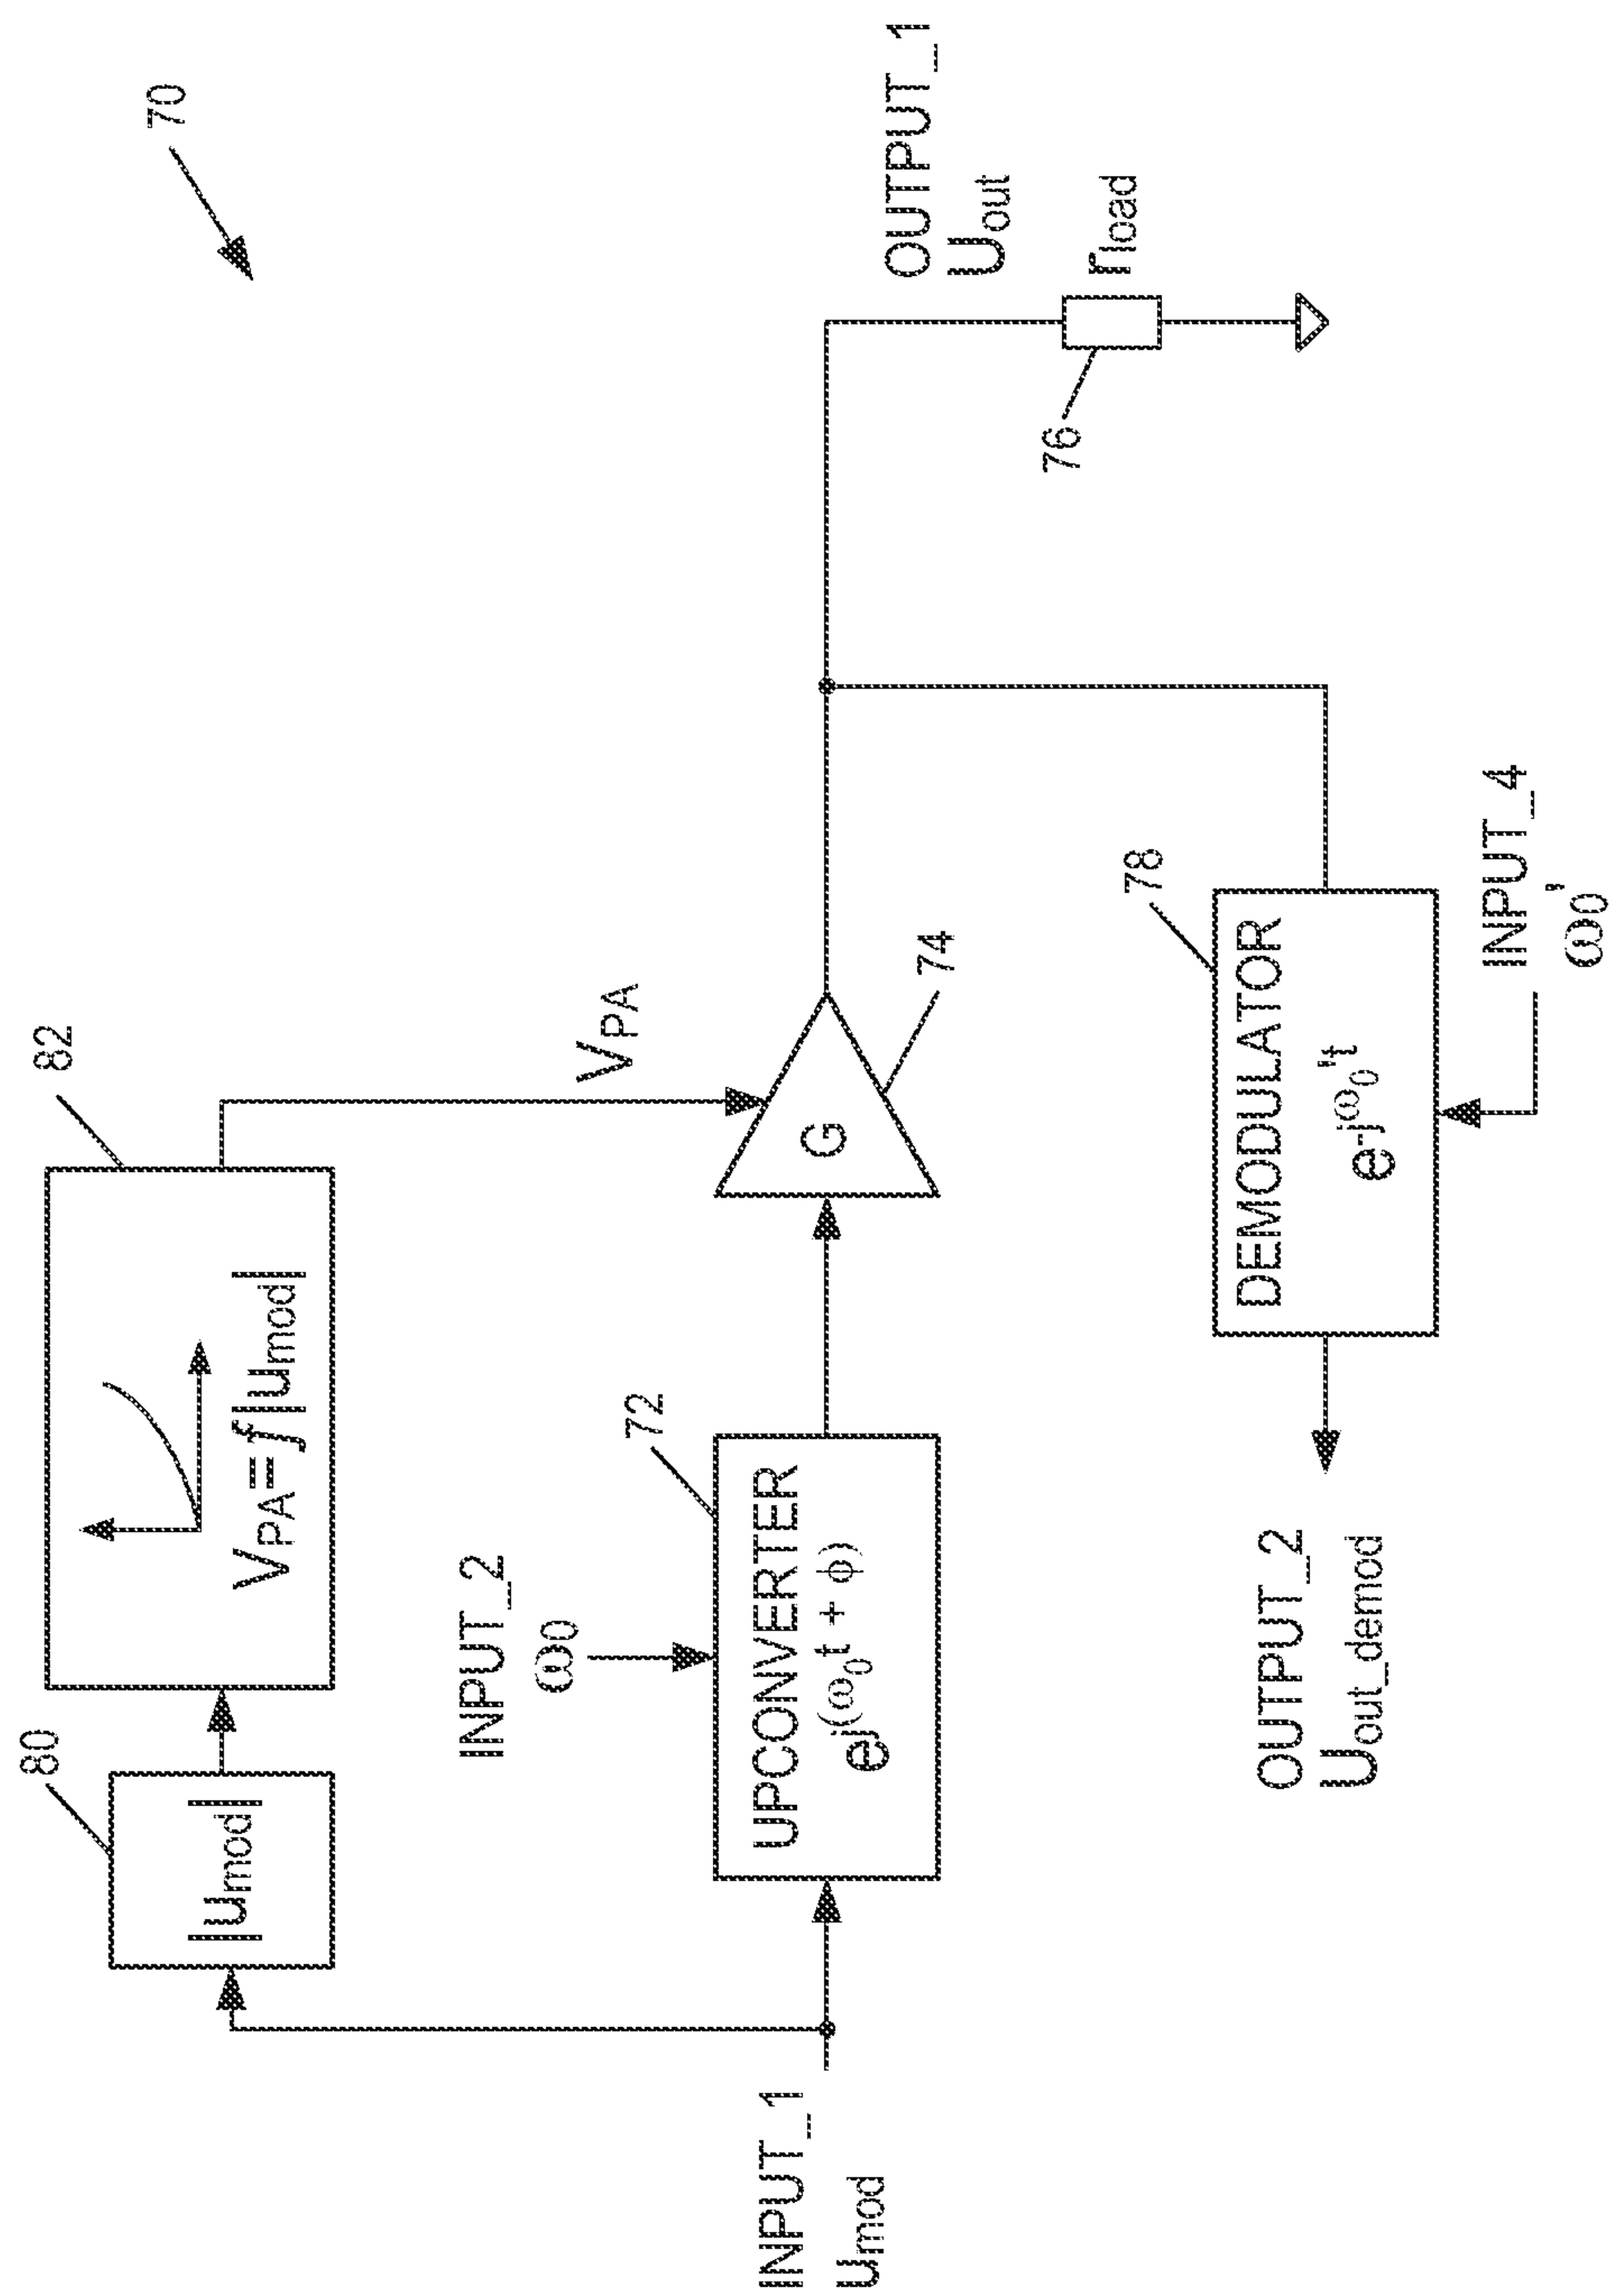 70
82
80
|umod|
VPA=f|umod|
VPA
INPUT_2
ω0
72
UPCONVERTER
e^j(ω0t + ϕ)
G
74
INPUT_1
umod
OUTPUT_1
Uout
rload
76
78
DEMODULATOR
e^-jω0't
INPUT_4
ω0'
OUTPUT_2
Uout_demod